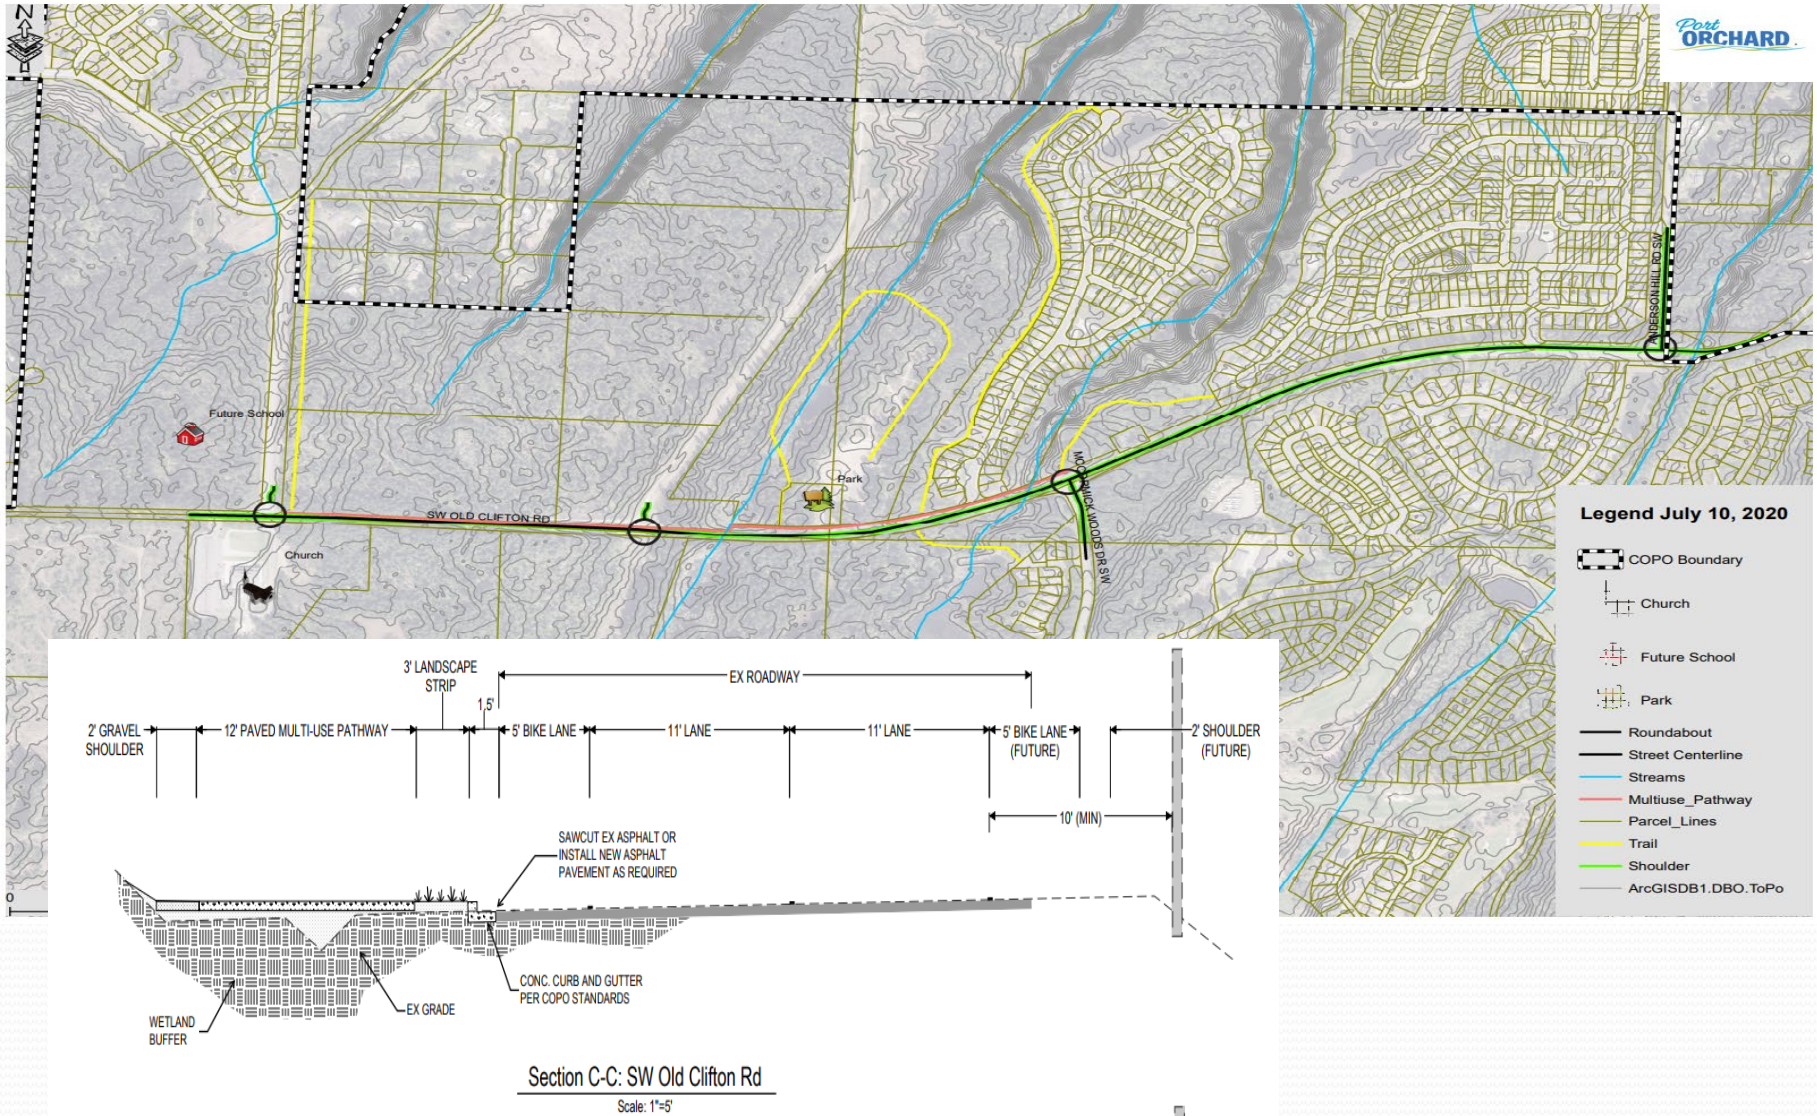 N
Port
ORCHARD
Future School
SW OLD CLIFTON RD
Church
Park
MCCORMICK WOODS DR SW
ANDERSON HILL RD SW
Legend July 10, 2020
COPO Boundary
Church
Future School
Park
Roundabout
Street Centerline
Streams
Multiuse_Pathway
Parcel_Lines
Trail
Shoulder
ArcGISDB1.DBO.ToPo
0
3' LANDSCAPE
STRIP
EX ROADWAY
1.5'
2' GRAVEL
SHOULDER
12' PAVED MULTI-USE PATHWAY
5' BIKE LANE
11' LANE
11' LANE
5' BIKE LANE
(FUTURE)
2' SHOULDER
(FUTURE)
10' (MIN)
SAWCUT EX ASPHALT OR
INSTALL NEW ASPHALT
PAVEMENT AS REQUIRED
CONC. CURB AND GUTTER
PER COPO STANDARDS
EX GRADE
WETLAND
BUFFER
Section C-C: SW Old Clifton Rd
Scale: 1"=5'